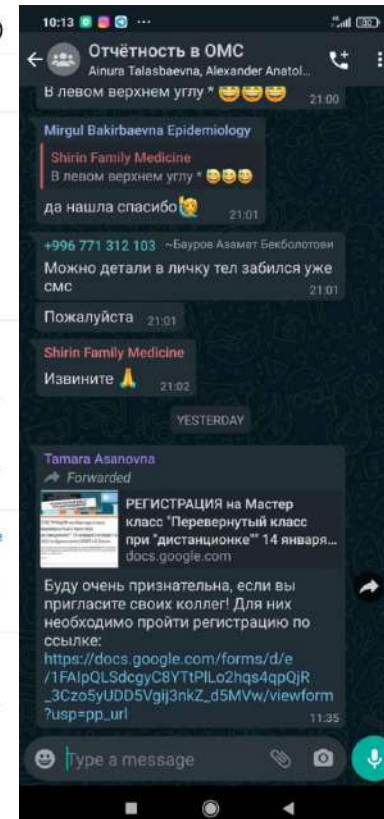 10:13
Отчётность в ОМС
Ainura Talasbaevna, Alexander Anatol...
В левом верхнем углу * 😅😅😅
21:00
Mirgul Bakirbaevna Epidemiology
Shirin Family Medicine
В левом верхнем углу * 😅😅😅
да нашла спасибо🙋
21:01
+996 771 312 103 ~Бауров Азамат Бекболотови
Можно детали в личку тел забился уже
смс
21:01
Пожалуйста 21:01
Shirin Family Medicine
Извините 🙏 21:02
YESTERDAY
Tamara Asanovna
Forwarded
РЕГИСТРАЦИЯ на Мастер
класс "Перевернутый класс
при "дистанционке"" 14 января...
docs.google.com
Буду очень признательна, если вы
пригласите своих коллег! Для них
необходимо пройти регистрацию по
ссылке:
https://docs.google.com/forms/d/e
/1FAIpQLSdcgyC8YTtPlLo2hqs4qpQjR
_3Czo5yUDD5Vgij3nkZ_d5MVw/viewform
?usp=pp_url
11:35
Type a message